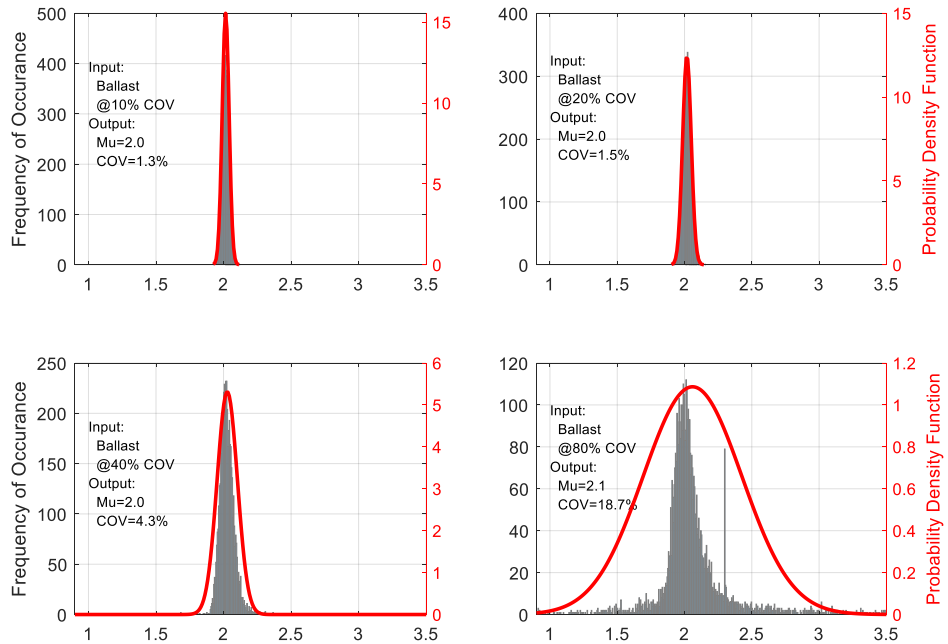 500
400
300
200
100
0
Frequency of Occurance
Input:
Ballast
@10% COV
Output:
Mu=2.0
COV=1.3%
15
10
5
0
1 1.5 2 2.5 3 3.5
400
300
200
100
0
Input:
Ballast
@20% COV
Output:
Mu=2.0
COV=1.5%
15
10
5
0
Probability Density Function
1 1.5 2 2.5 3 3.5
250
200
150
100
50
0
Frequency of Occurance
Input:
Ballast
@40% COV
Output:
Mu=2.0
COV=4.3%
6
5
4
3
2
1
0
1 1.5 2 2.5 3 3.5
120
100
80
60
40
20
0
Input:
Ballast
@80% COV
Output:
Mu=2.1
COV=18.7%
1.2
1
0.8
0.6
0.4
0.2
0
Probability Density Function
1 1.5 2 2.5 3 3.5